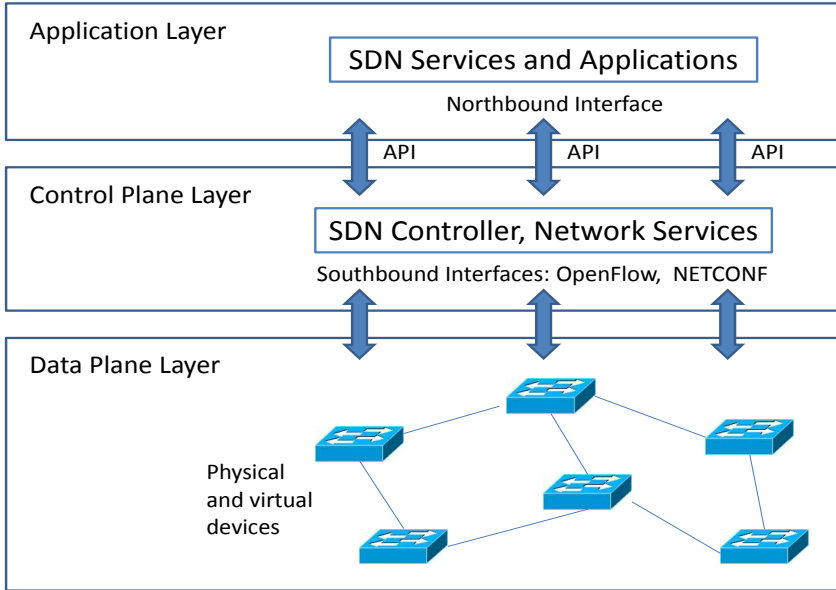 Application Layer
SDN Services and Applications
Northbound Interface
API
API
API
Control Plane Layer
SDN Controller, Network Services
Southbound Interfaces: OpenFlow, NETCONF
Data Plane Layer
Physical
and virtual
devices